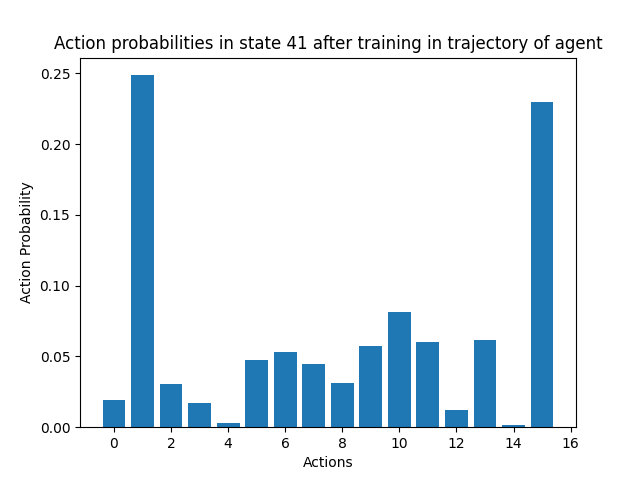 Action probabilities in state 41 after training in trajectory of agent
0.25
0.20
0.15
0.10
0.05
0.00
Action Probability
0 2 4 6 8 10 12 14 16
Actions